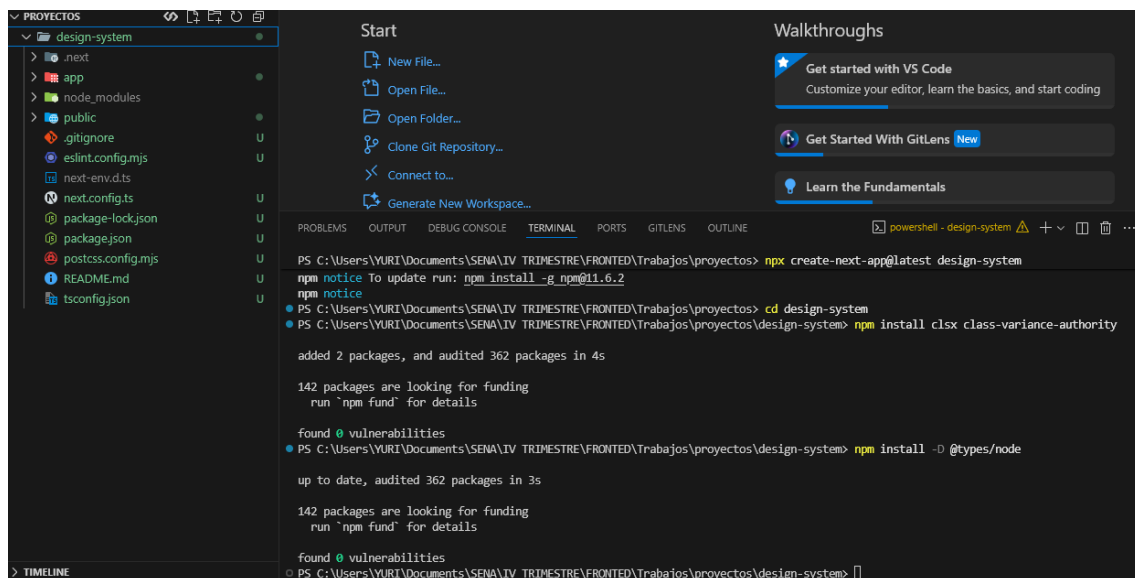 PROYECTOS
design-system
.next
app
node_modules
public
.gitignore
U
eslint.config.mjs
U
next-env.d.ts
next.config.ts
U
package-lock.json
U
package.json
U
postcss.config.mjs
U
README.md
U
tsconfig.json
U
TIMELINE
Start
New File...
Open File...
Open Folder...
Clone Git Repository...
Connect to...
Generate New Workspace...
Walkthroughs
Get started with VS Code
Customize your editor, learn the basics, and start coding
Get Started With GitLens New
Learn the Fundamentals
PROBLEMS OUTPUT DEBUG CONSOLE TERMINAL PORTS GITLENS OUTLINE
powershell - design-system
PS C:\Users\YURI\Documents\SENA\IV TRIMESTRE\FRONTED\Trabajos\proyectos> npx create-next-app@latest design-system
npm notice To update run: npm install -g npm@11.6.2
npm notice
PS C:\Users\YURI\Documents\SENA\IV TRIMESTRE\FRONTED\Trabajos\proyectos> cd design-system
PS C:\Users\YURI\Documents\SENA\IV TRIMESTRE\FRONTED\Trabajos\proyectos\design-system> npm install clsx class-variance-authority
added 2 packages, and audited 362 packages in 4s
142 packages are looking for funding
run `npm fund` for details
found 0 vulnerabilities
PS C:\Users\YURI\Documents\SENA\IV TRIMESTRE\FRONTED\Trabajos\proyectos\design-system> npm install -D @types/node
up to date, audited 362 packages in 3s
142 packages are looking for funding
run `npm fund` for details
found 0 vulnerabilities
PS C:\Users\YURI\Documents\SENA\IV TRIMESTRE\FRONTED\Trabajos\proyectos\design-system>